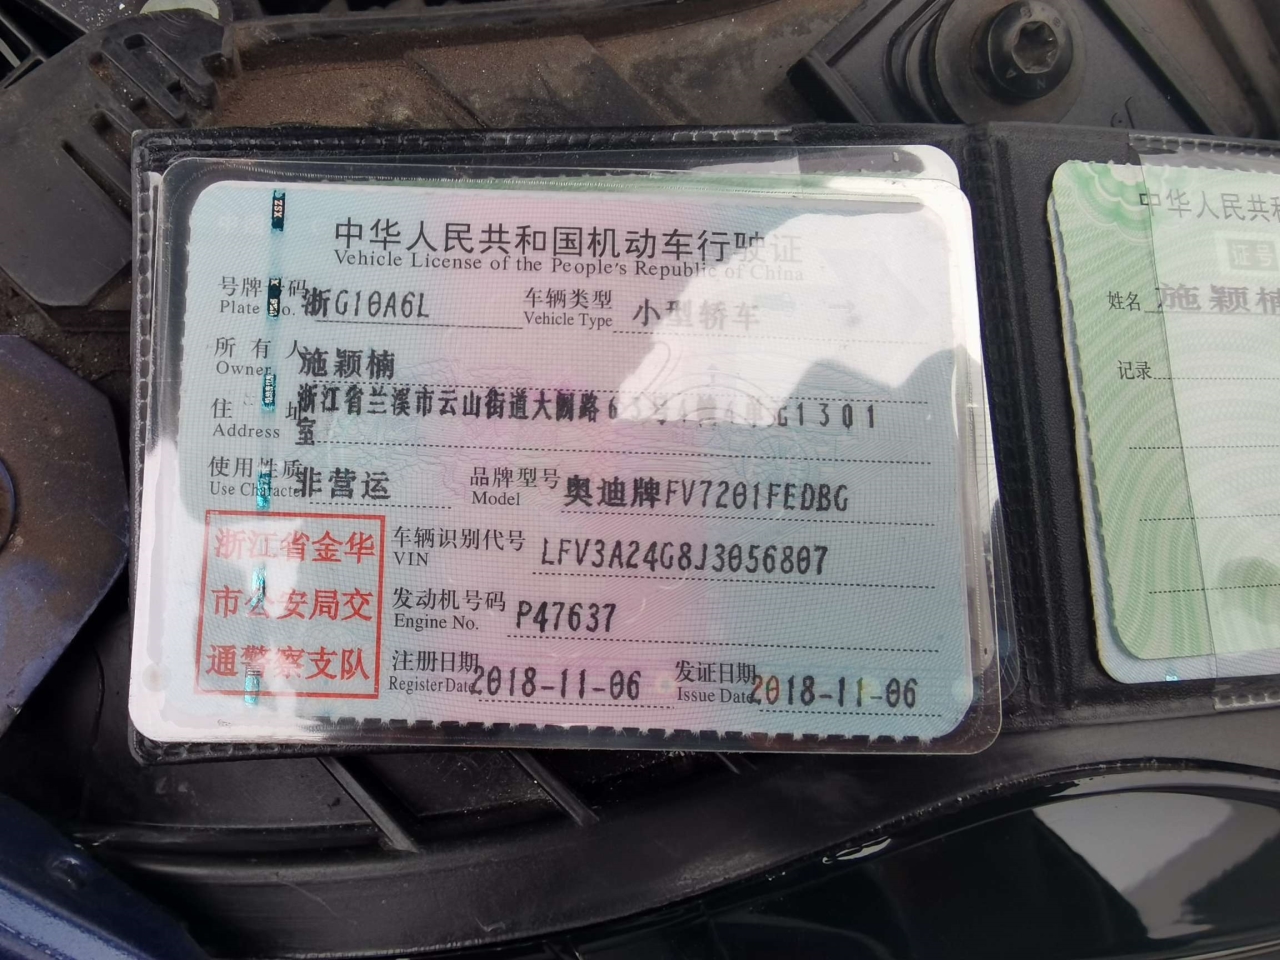 中华人民共和国机动车行驶证
Vehicle License of the People's Republic of China
号牌号码 浙G10A6L 车辆类型 小型轿车
Plate No. Vehicle Type
所有人 施颖楠
Owner
住址 浙江省兰溪市云山街道大阙路6 1301
Address 室
使用性质 非营运 品牌型号 奥迪牌FV7201FEDBG
Use Character Model
浙江省金华
市公安局交
通警察支队
车辆识别代号 LFV3A24G8J3056807
VIN
发动机号码 P47637
Engine No.
注册日期 2018-11-06 发证日期 2018-11-06
Register Date Issue Date
中华人民共和
证号
姓名 施颖楠
记录